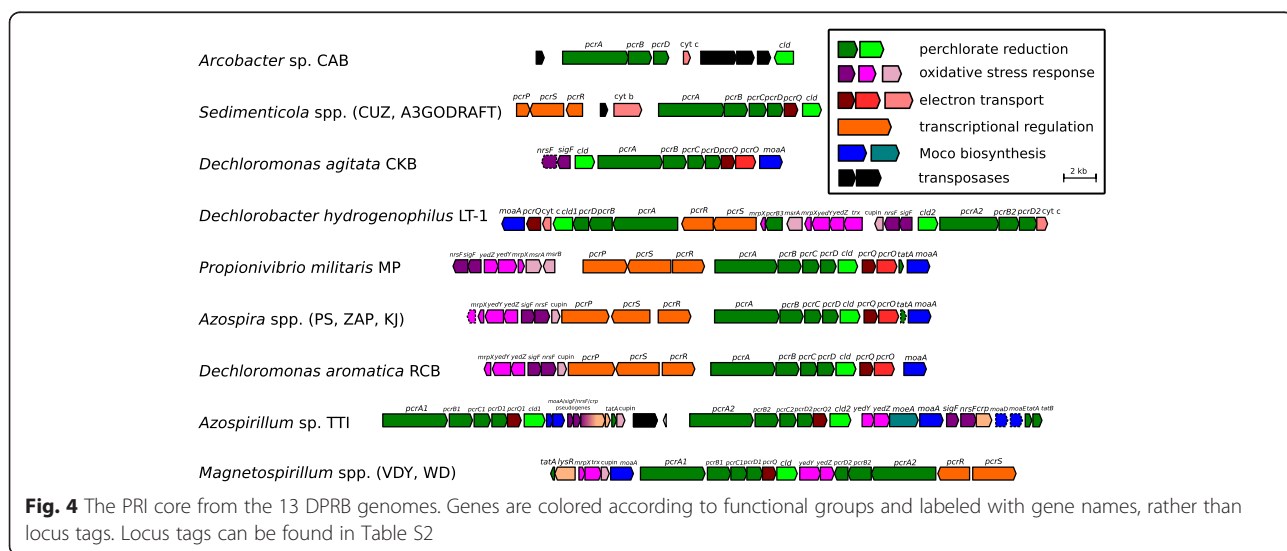 pcrA pcrB pcrD cyt c cld
Arcobacter sp. CAB
pcrP pcrS pcrR cyt b pcrA pcrB pcrC pcrD pcrQ cld
Sedimenticola spp. (CUZ, A3GODRAFT)
nrsF sigF cld pcrA pcrB pcrC pcrD pcrQ pcrO moaA
Dechloromonas agitata CKB
moaA pcrQ cyt c cld1 pcrD pcrB pcrA pcrR pcrS mrpX pcrB3 msrA mrpX yedY yedZ trx cupin nrsF sigF cld2 pcrA2 pcrB2 pcrD2 cyt c
Dechlorobacter hydrogenophilus LT-1
nrsF sigF yedZ yedY mrpX msrA msrB pcrP pcrS pcrR pcrA pcrB pcrC pcrD cld pcrQ pcrO tatA moaA
Propionivibrio militaris MP
mrpX yedY yedZ sigF nrsF cupin pcrP pcrS pcrR pcrA pcrB pcrC pcrD cld pcrQ pcrO tatA moaA
Azospira spp. (PS, ZAP, KJ)
mrpX yedY yedZ sigF nrsF cupin pcrP pcrS pcrR pcrA pcrB pcrC pcrD cld pcrQ pcrO moaA
Dechloromonas aromatica RCB
moaA/sigF/nrsF/crp
pcrA1 pcrB1 pcrC1 pcrD1 pcrQ1 cld1 pseudogenes tatA cupin pcrA2 pcrB2 pcrC2 pcrD2 pcrQ2 cld2 yedY yedZ moeA moaA sigF nrsF crp moaD moaE tatA tatB
Azospirillum sp. TTI
tatA lysR mrpX trx cupin moaA pcrA1 pcrB1 pcrC1 pcrD1 pcrQ cld yedY yedZ pcrD2 pcrB2 pcrA2 pcrR pcrS
Magnetospirillum spp. (VDY, WD)
perchlorate reduction
oxidative stress response
electron transport
transcriptional regulation
Moco biosynthesis
transposases
2 kb
Fig. 4 The PRI core from the 13 DPRB genomes. Genes are colored according to functional groups and labeled with gene names, rather than
locus tags. Locus tags can be found in Table S2